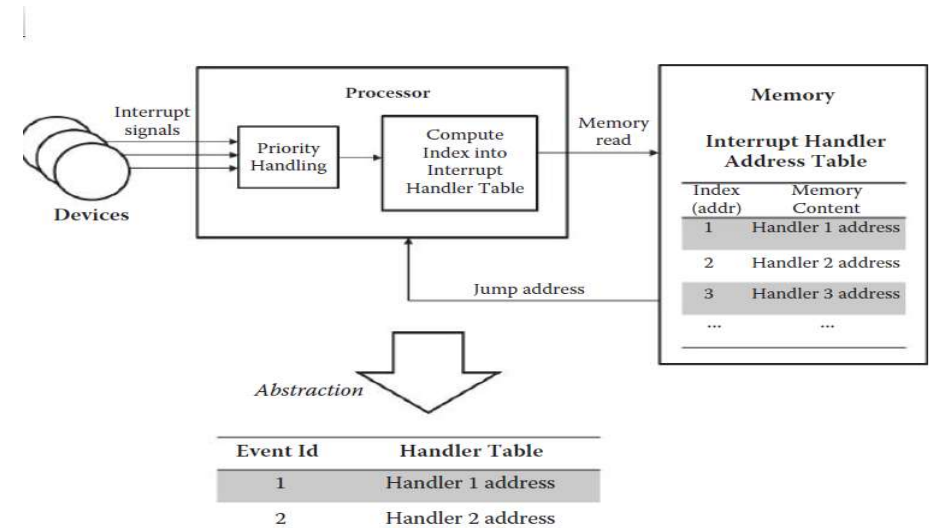 Processor
Interrupt
signals
Priority
Handling
Compute
Index into
Interrupt
Handler Table
Devices
Memory
read
Jump address
Memory
Interrupt Handler
Address Table
Index Memory
(addr) Content
1 Handler 1 address
2 Handler 2 address
3 Handler 3 address
... ...
Abstraction
Event Id Handler Table
1 Handler 1 address
2 Handler 2 address